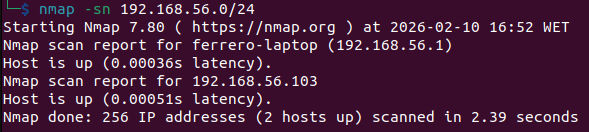 └─$ nmap -sn 192.168.56.0/24
Starting Nmap 7.80 ( https://nmap.org ) at 2026-02-10 16:52 WET
Nmap scan report for ferrero-laptop (192.168.56.1)
Host is up (0.00036s latency).
Nmap scan report for 192.168.56.103
Host is up (0.00051s latency).
Nmap done: 256 IP addresses (2 hosts up) scanned in 2.39 seconds